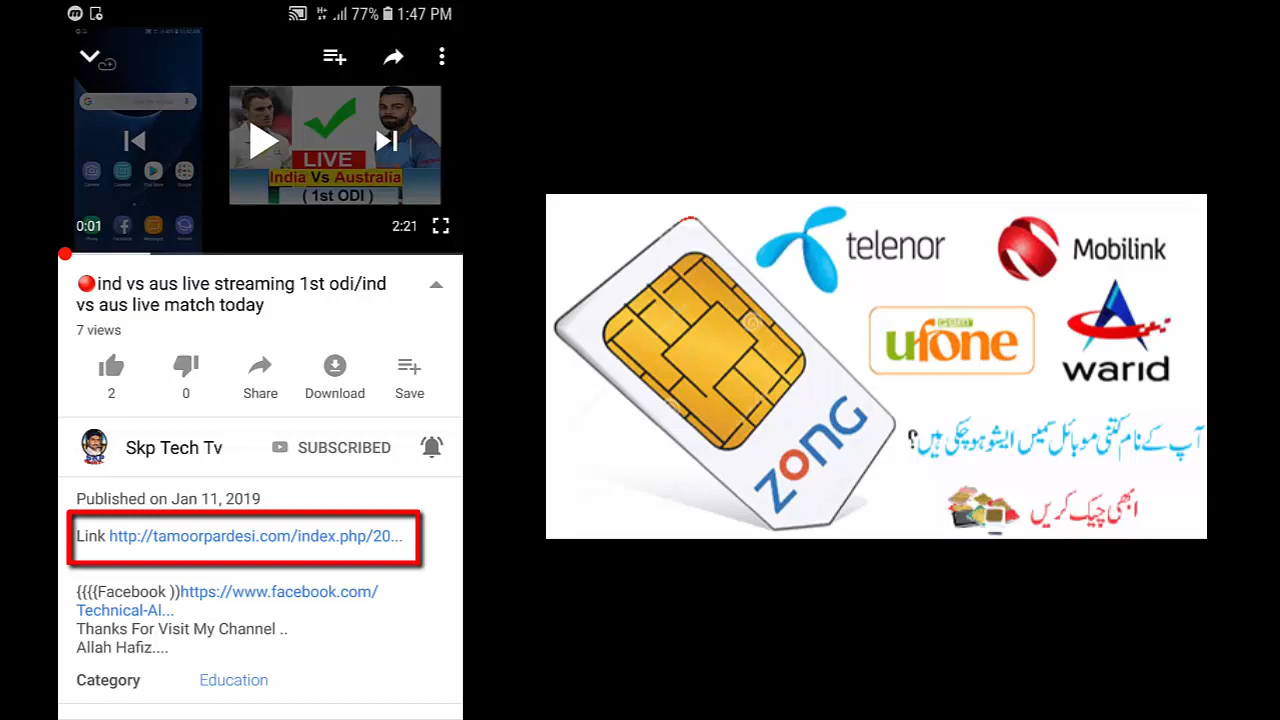 77% 1:47 PM
LIVE
India Vs Australia
( 1st ODI )
0:01
2:21
ind vs aus live streaming 1st odi/ind
vs aus live match today
7 views
2
0
Share
Download
Save
Skp Tech Tv
SUBSCRIBED
Published on Jan 11, 2019
Link http://tamoorpardesi.com/index.php/20...
{{{{Facebook ))https://www.facebook.com/
Technical-Al...
Thanks For Visit My Channel ..
Allah Hafiz....
Category
Education
telenor
Mobilink
ufone
warid
ZONG
آپ کے نام کتنی موبائل سمیں ایشو ہو چکی ہیں؟
ابھی چیک کریں